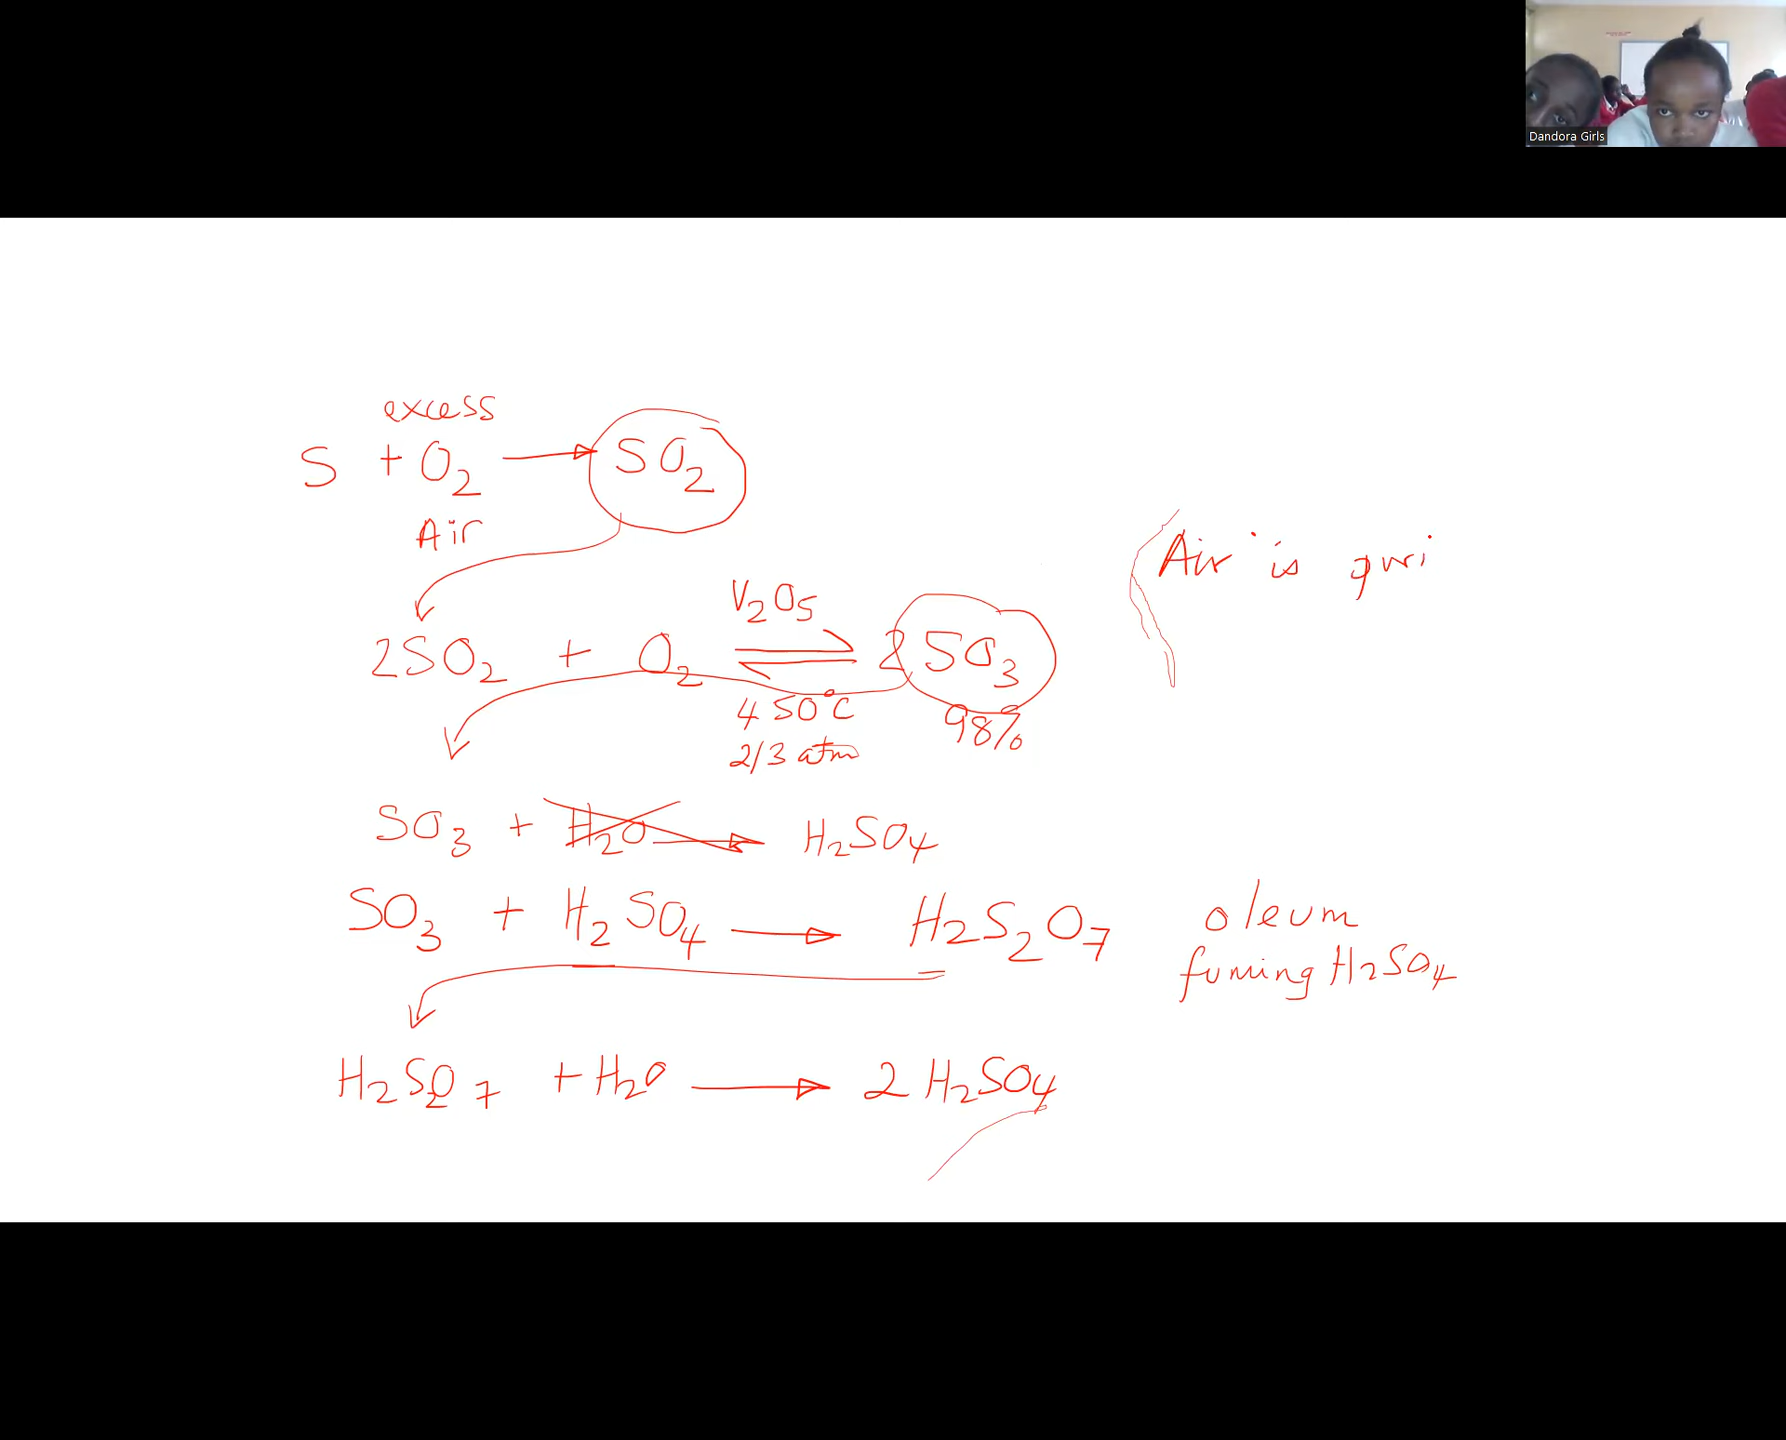 Dandora Girls
excess
S + O2 → SO2
Air
Air is puri
V2O5
2SO2 + O2 ⇌ 2SO3
450°C 98%
2/3 atm
SO3 + H2O → H2SO4
SO3 + H2SO4 → H2S2O7 oleum
fuming H2SO4
H2S2O7 + H2O → 2H2SO4